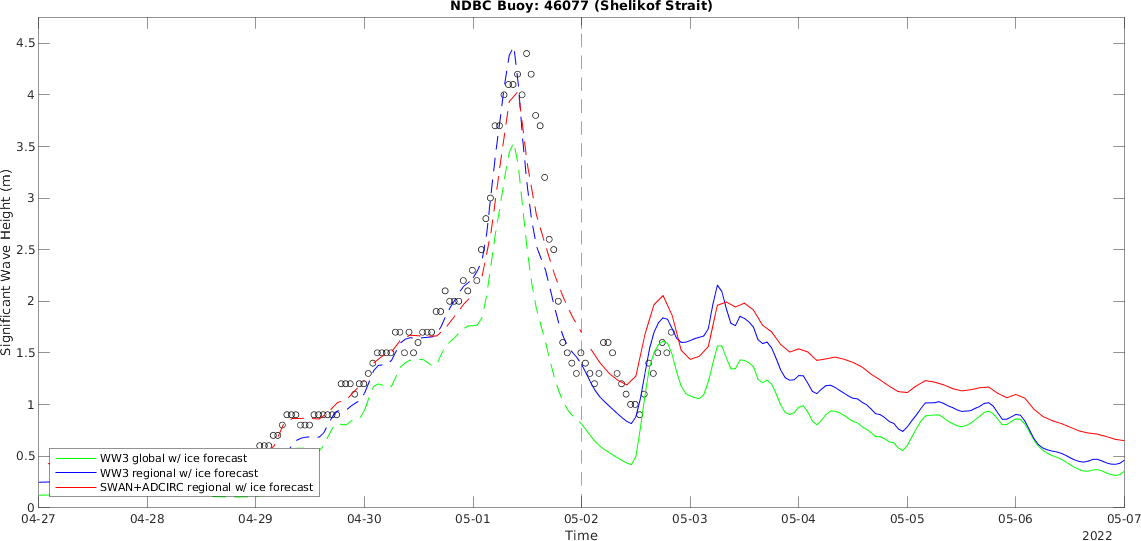 NDBC Buoy: 46077 (Shelikof Strait)
Significant Wave Height (m)
4.5
4
3.5
3
2.5
2
1.5
1
0.5
0
WW3 global w/ ice forecast
WW3 regional w/ ice forecast
SWAN+ADCIRC regional w/ ice forecast
04-27 04-28 04-29 04-30 05-01 05-02 05-03 05-04 05-05 05-06 05-07
Time
2022